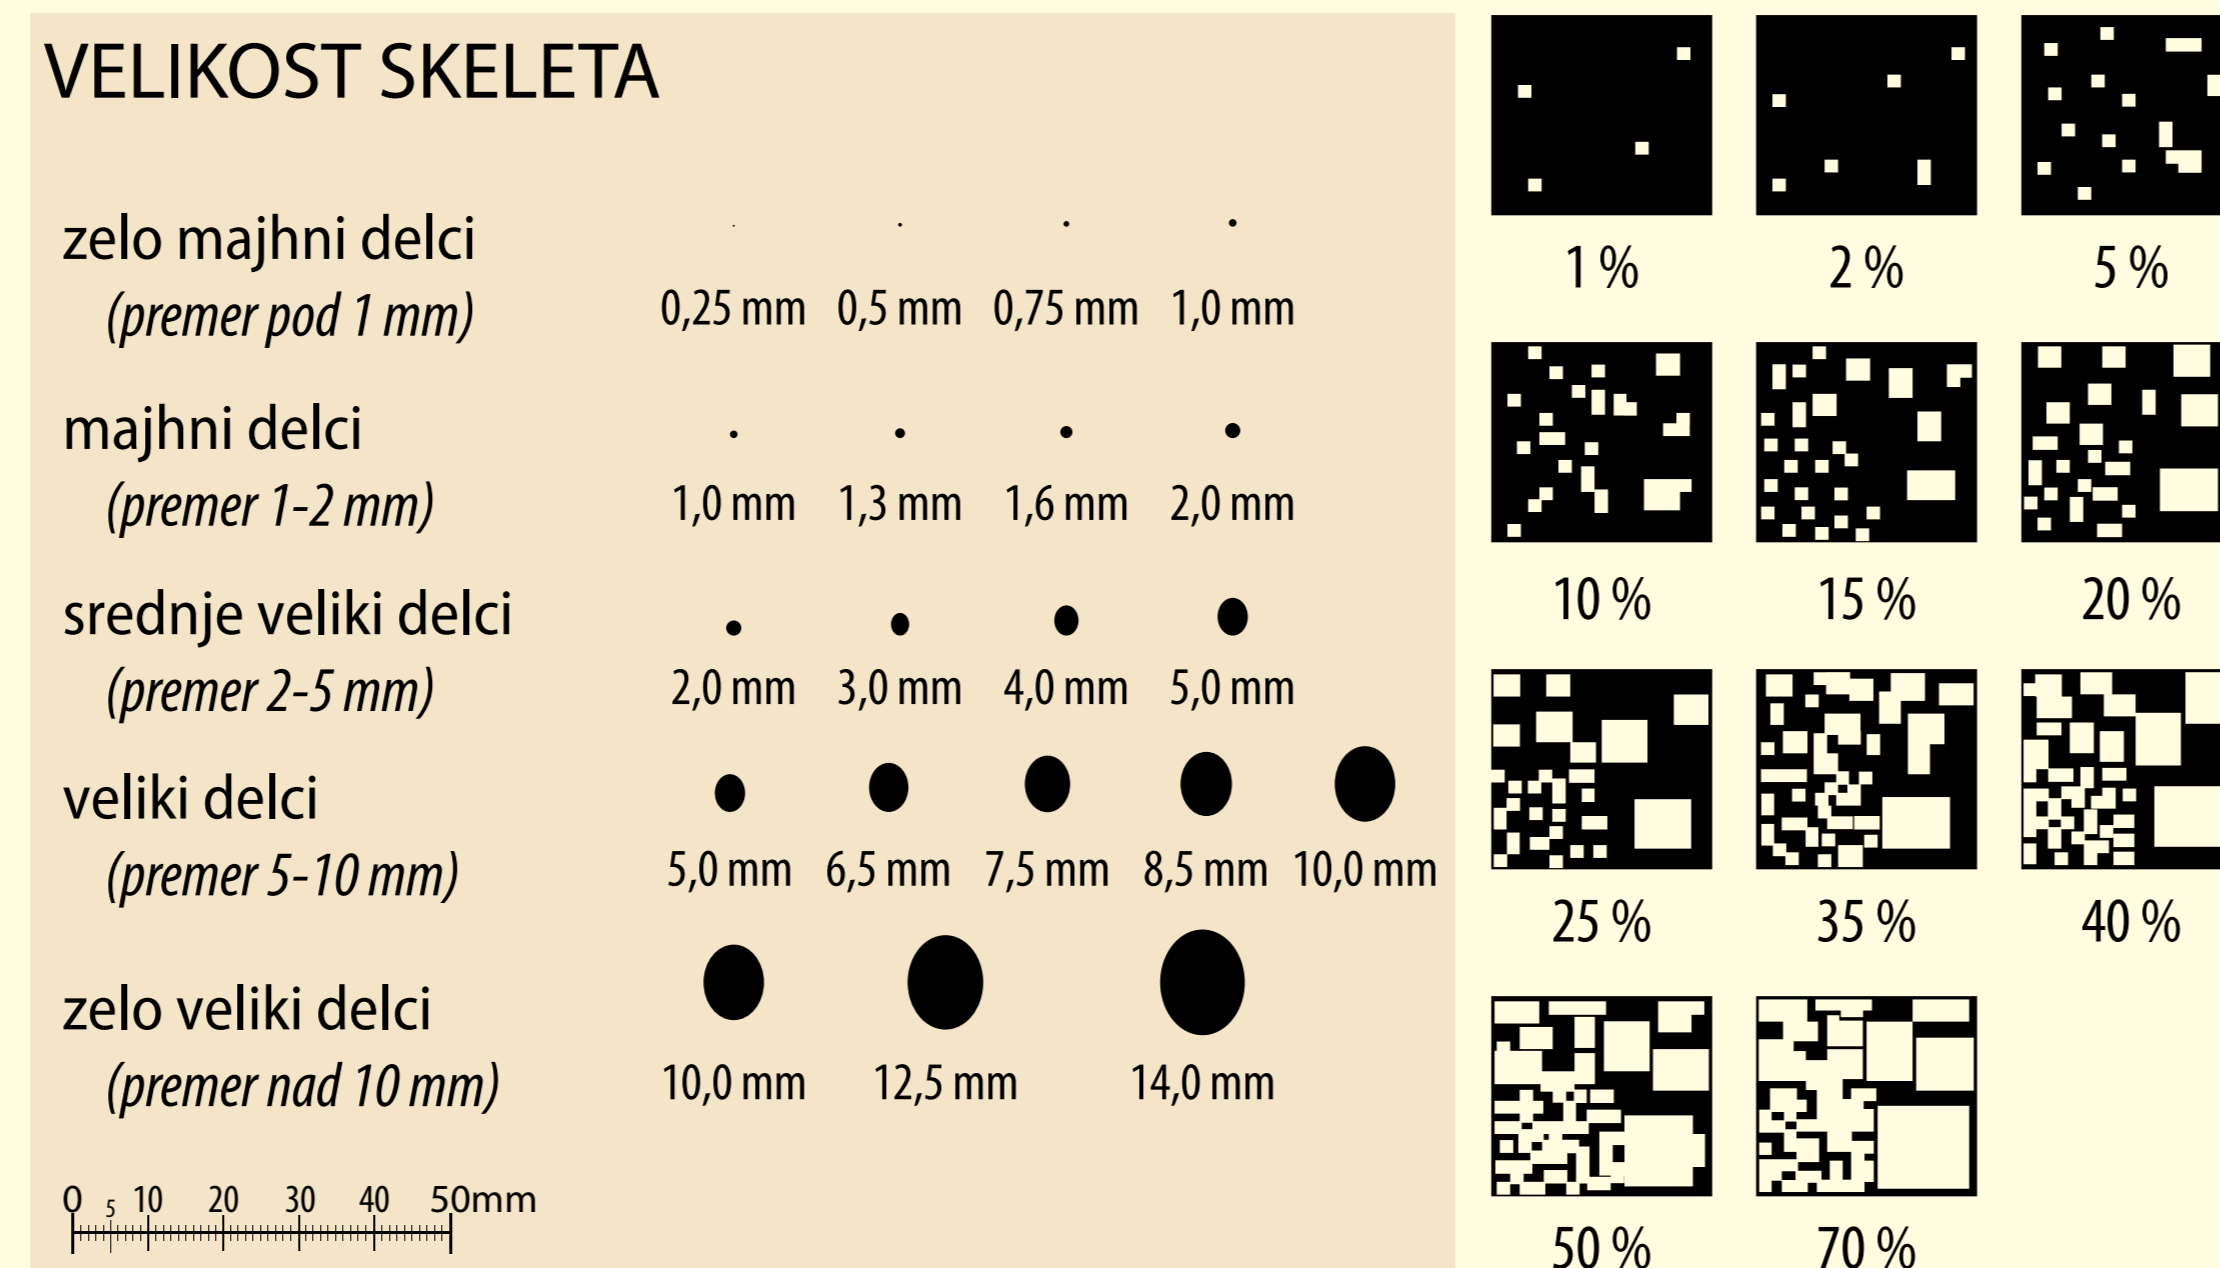 VELIKOST SKELETA
zelo majhni delci
(premer pod 1 mm)
0,25 mm 0,5 mm 0,75 mm 1,0 mm
majhni delci
(premer 1-2 mm)
1,0 mm 1,3 mm 1,6 mm 2,0 mm
srednje veliki delci
(premer 2-5 mm)
2,0 mm 3,0 mm 4,0 mm 5,0 mm
veliki delci
(premer 5-10 mm)
5,0 mm 6,5 mm 7,5 mm 8,5 mm 10,0 mm
zelo veliki delci
(premer nad 10 mm)
10,0 mm 12,5 mm 14,0 mm
0 5 10 20 30 40 50mm
1 % 2 % 5 %
10 % 15 % 20 %
25 % 35 % 40 %
50 % 70 %